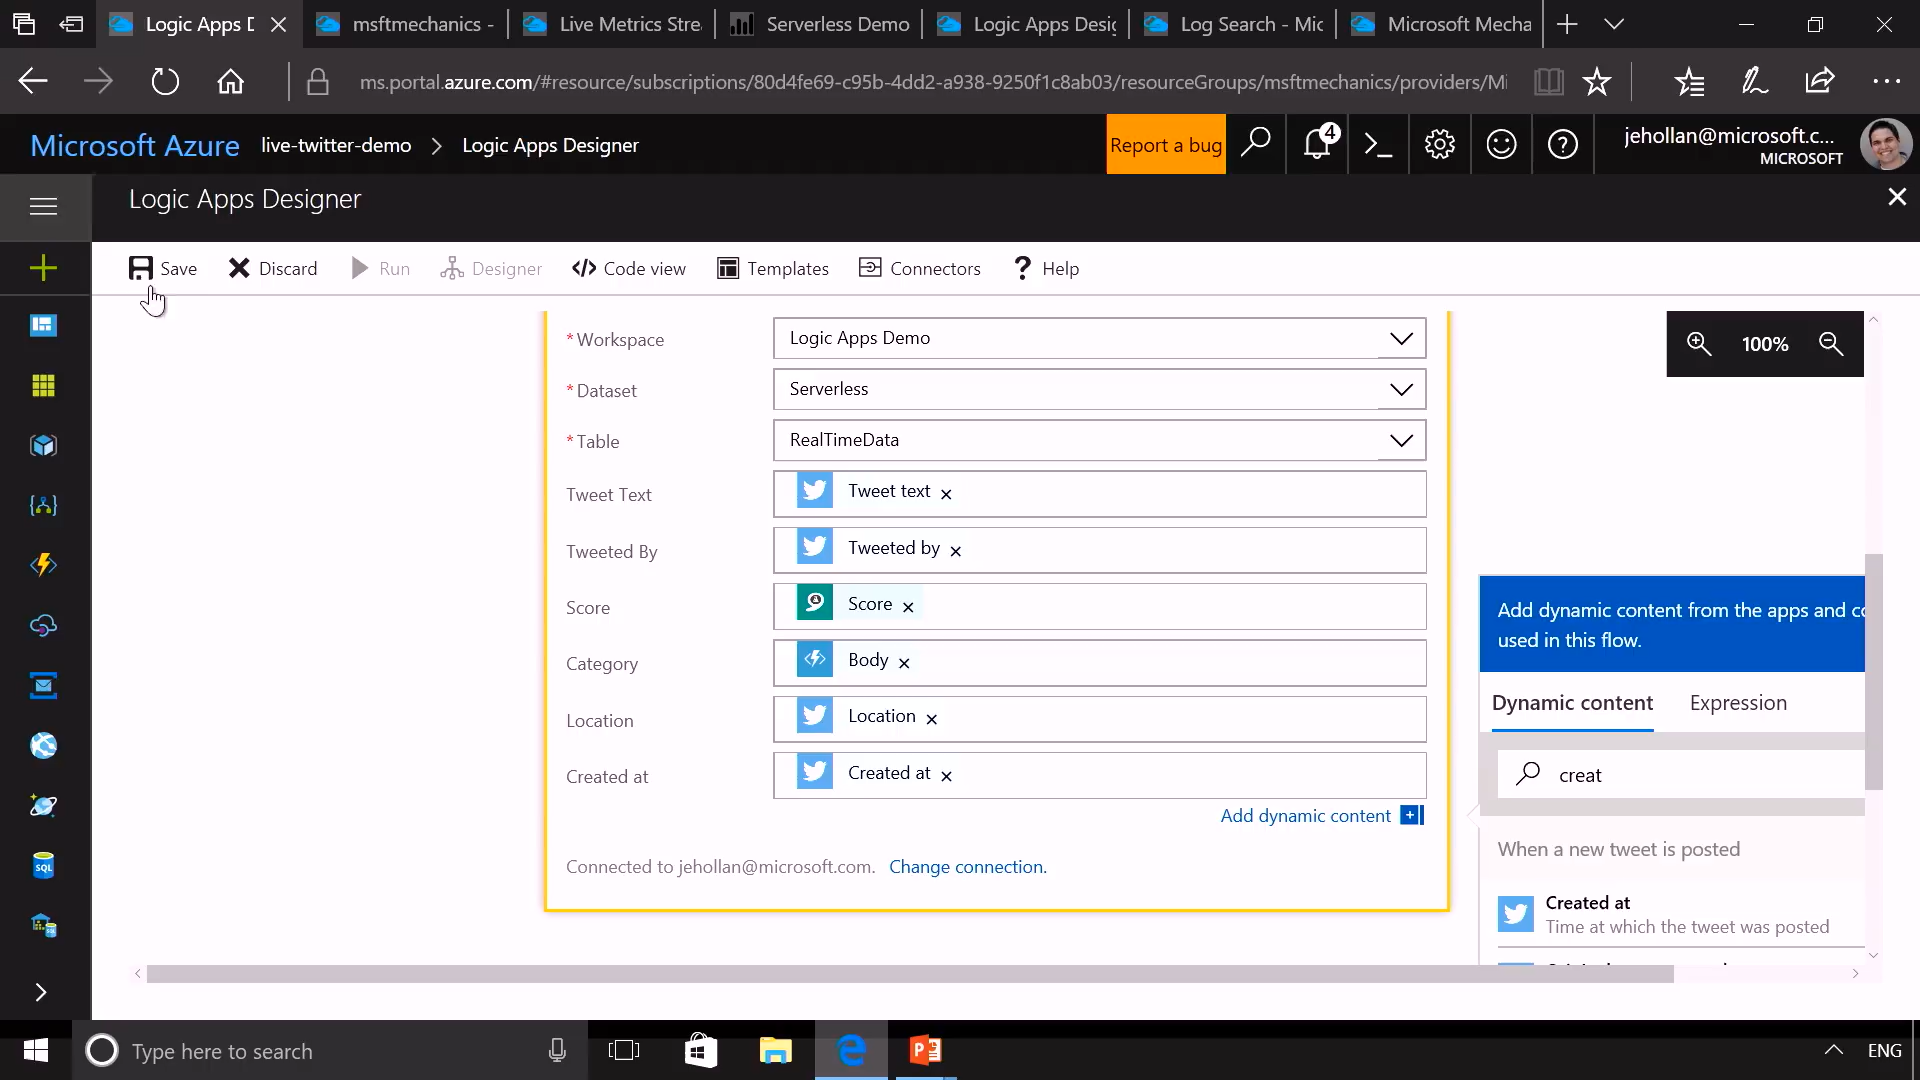 Logic Apps D
msftmechanics -
Live Metrics Stre
Serverless Demo
Logic Apps Desig
Log Search - Mic
Microsoft Mecha
ms.portal.azure.com/#resource/subscriptions/80d4fe69-c95b-4dd2-a938-9250f1c8ab03/resourceGroups/msftmechanics/providers/Mi
Microsoft Azure live-twitter-demo > Logic Apps Designer
Report a bug
4
jehollan@microsoft.c...
MICROSOFT
Logic Apps Designer
Save Discard Run Designer Code view Templates Connectors Help
*Workspace Logic Apps Demo
100%
*Dataset Serverless
*Table RealTimeData
Tweet Text Tweet text ×
Tweeted By Tweeted by ×
Score Score ×
Category Body ×
Location Location ×
Created at Created at ×
Add dynamic content +
Connected to jehollan@microsoft.com. Change connection.
Add dynamic content from the apps and co
used in this flow.
Dynamic content Expression
creat
When a new tweet is posted
Created at
Time at which the tweet was posted
SQL
Type here to search
ENG